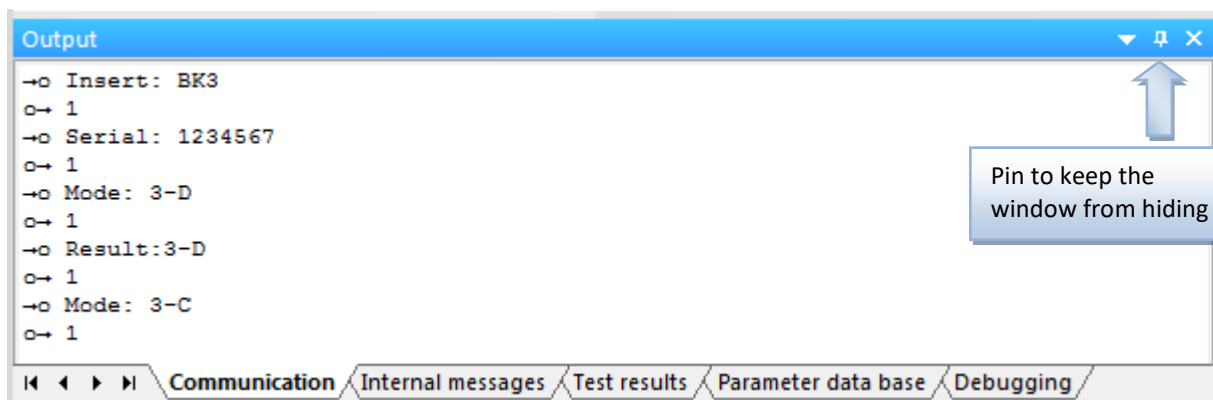 Output
→o Insert: BK3
o→ 1
→o Serial: 1234567
o→ 1
→o Mode: 3-D
o→ 1
→o Result:3-D
o→ 1
→o Mode: 3-C
o→ 1
Pin to keep the
window from hiding
Communication Internal messages Test results Parameter data base Debugging